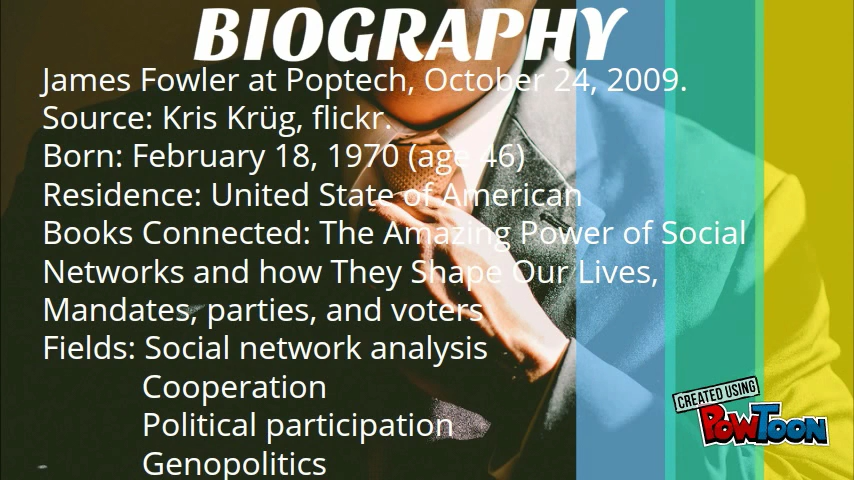 BIOGRAPHY
James Fowler at Poptech, October 24, 2009.
Source: Kris Krüg, flickr.
Born: February 18, 1970 (age 46)
Residence: United State of American
Books Connected: The Amazing Power of Social
Networks and how They Shape Our Lives,
Mandates, parties, and voters
Fields: Social network analysis
Cooperation
Political participation
Genopolitics
CREATED USING
POWTOON